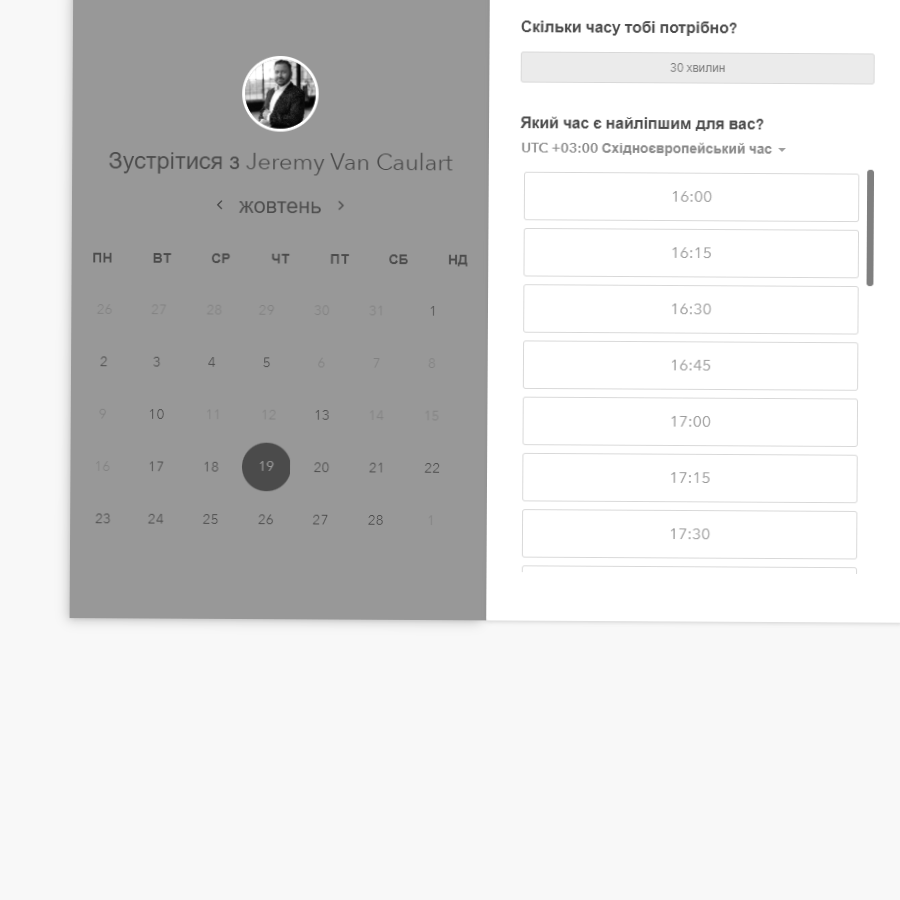 Зустрітися з Jeremy Van Caulart
жовтень
ПН ВТ СР ЧТ ПТ СБ НД
26 27 28 29 30 31 1
2 3 4 5 6 7 8
9 10 11 12 13 14 15
16 17 18 19 20 21 22
23 24 25 26 27 28 1
Скільки часу тобі потрібно?
30 хвилин
Який час є найліпшим для вас?
UTC +03:00 Східноєвропейський час
16:00
16:15
16:30
16:45
17:00
17:15
17:30